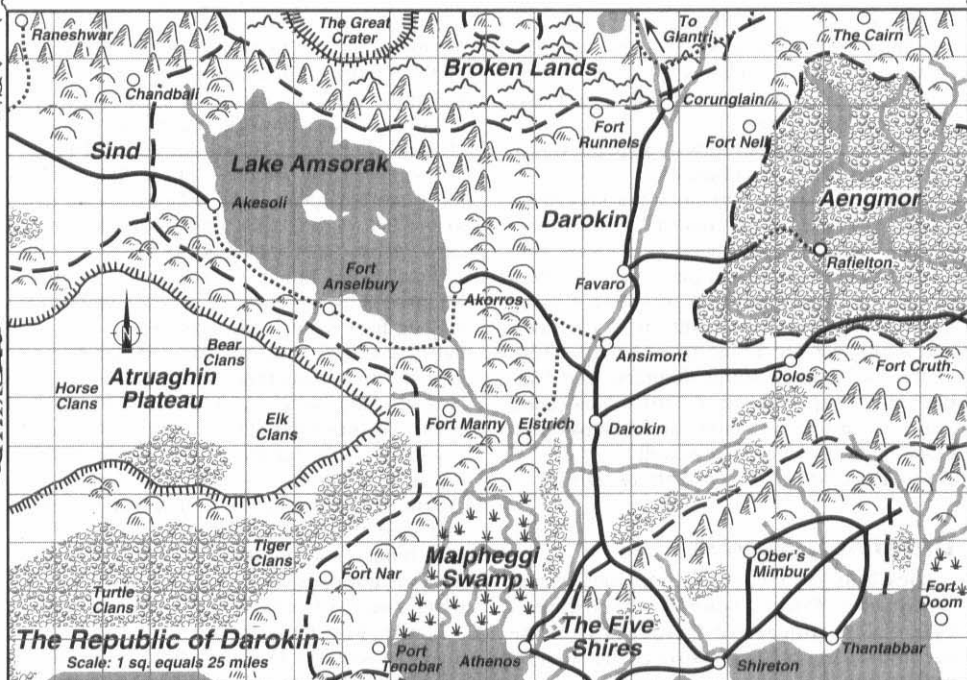 Raneshwar
The Great
Crater
To
Glantri
The Cairn
Broken Lands
Chandbali
Corunglain
Fort
Runnels
Fort Nell
Sind
Lake Amsorak
Darokin
Aengmor
Akesoli
Rafielton
Fort
Anselbury
Favaro
Akorros
Bear
Clans
Ansimont
Horse
Clans
Atruaghin
Plateau
Dolos
Fort Cruth
Elk
Clans
Fort Marny
Elstrich
Darokin
Tiger
Clans
Malpheggi
Swamp
Ober's
Mimbur
Fort Nar
Fort
Doom
Turtle
Clans
The Five
Shires
The Republic of Darokin
Scale: 1 sq. equals 25 miles
Port
Tenobar
Athenos
Shireton
Thantabbar